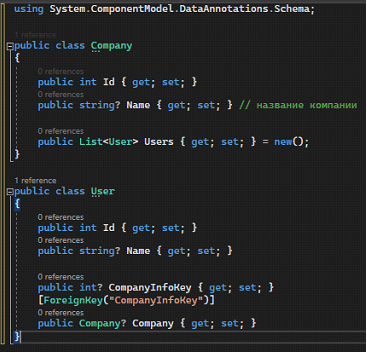 using System.ComponentModel.DataAnnotations.Schema;
1 reference
public class Company
{
0 references
public int Id { get; set; }
0 references
public string? Name { get; set; } // название компании
0 references
public List<User> Users { get; set; } = new();
}
1 reference
public class User
{
0 references
public int Id { get; set; }
0 references
public string? Name { get; set; }
0 references
public int? CompanyInfoKey { get; set; }
[ForeignKey("CompanyInfoKey")]
0 references
public Company? Company { get; set; }
}